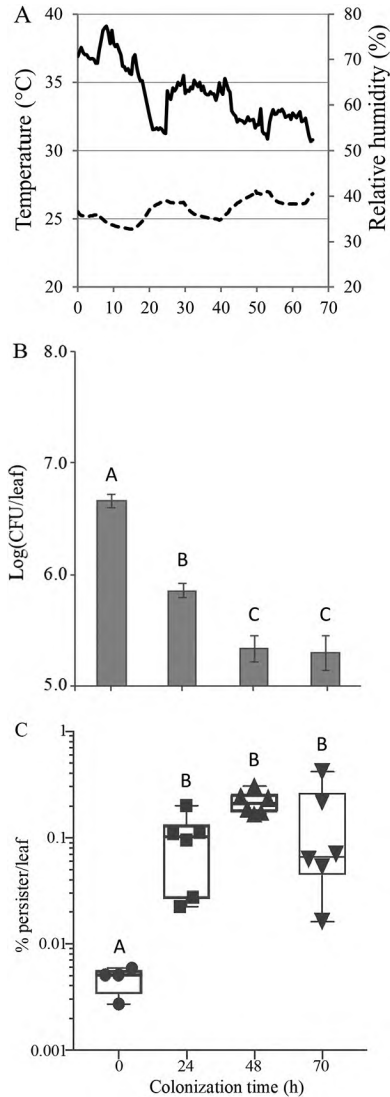 A
Temperature (°C)
40
35
30
25
20
Relative humidity (%)
80
70
60
50
40
30
20
0 10 20 30 40 50 60 70
B
Log(CFU/leaf)
8.0
7.0
6.0
5.0
A
B
C
C
C
% persister/leaf
1
0.1
0.01
0.001
A
B
B
B
0 24 48 70
Colonization time (h)